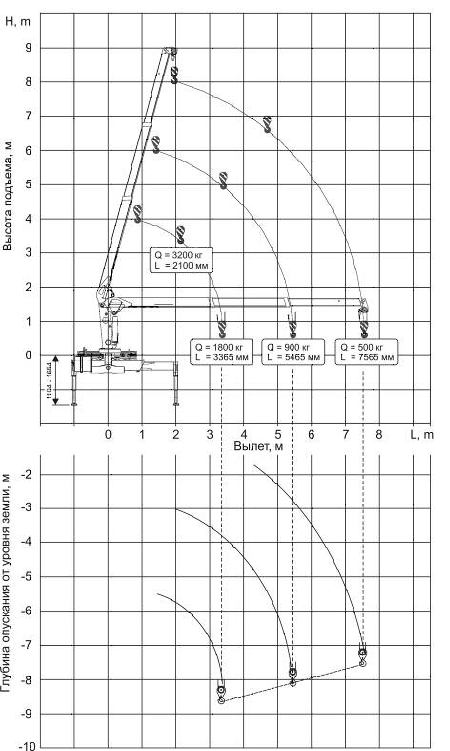 H, m
9
8
7
6
5
4
3
2
1
0
Высота подъема, м
Q = 3200 кг
L = 2100 мм
Q = 1800 кг
L = 3365 мм
Q = 900 кг
L = 5465 мм
Q = 500 кг
L = 7565 мм
0 1 2 3 4 5 6 7 8 L, m
Вылет, м
Глубина опускания от уровня земли, м
-2
-3
-4
-5
-6
-7
-8
-9
-10